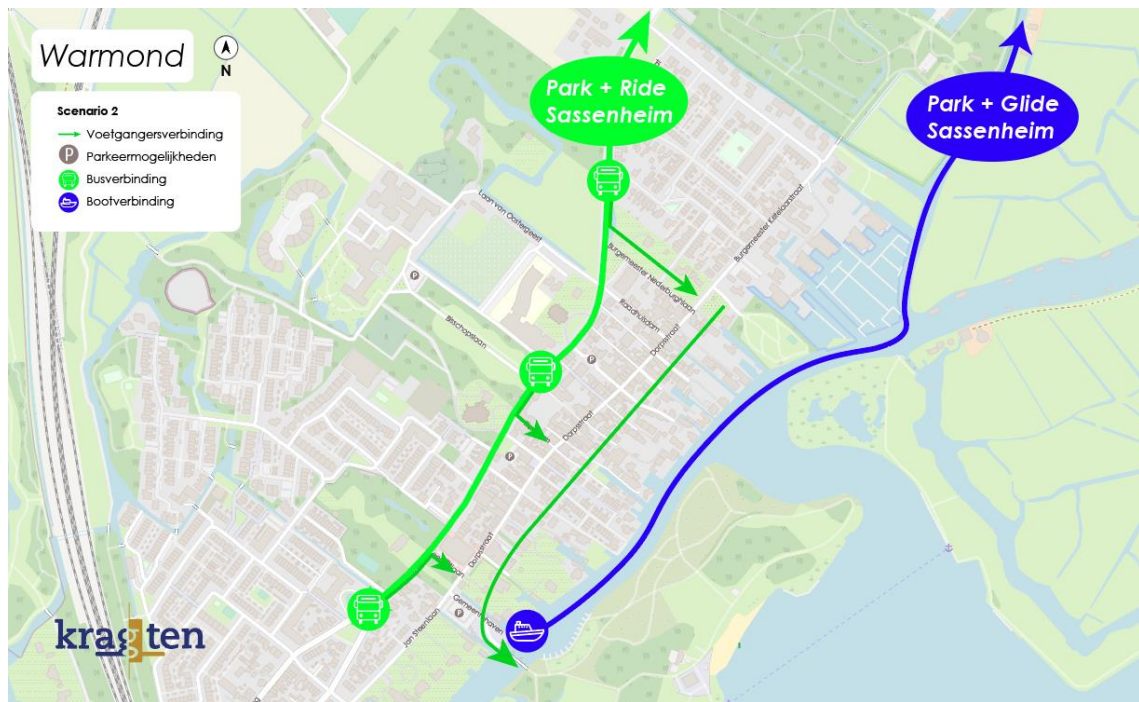 Warmond
N
Scenario 2
Voetgangersverbinding
P Parkeermogelijkheden
Busverbinding
Bootverbinding
Park + Ride
Sassenheim
Park + Glide
Sassenheim
Laan van Oostergeest
Burgemeester Ketelaarstraat
Burgemeester Nederburghlaan
P
Raadhuisdam
Dorpsstraat
Bisschopslaan
P
Dorpsstraat
P
Dorpsstraat
Gemeentehaven
P
Jan Steenlaan
kragten